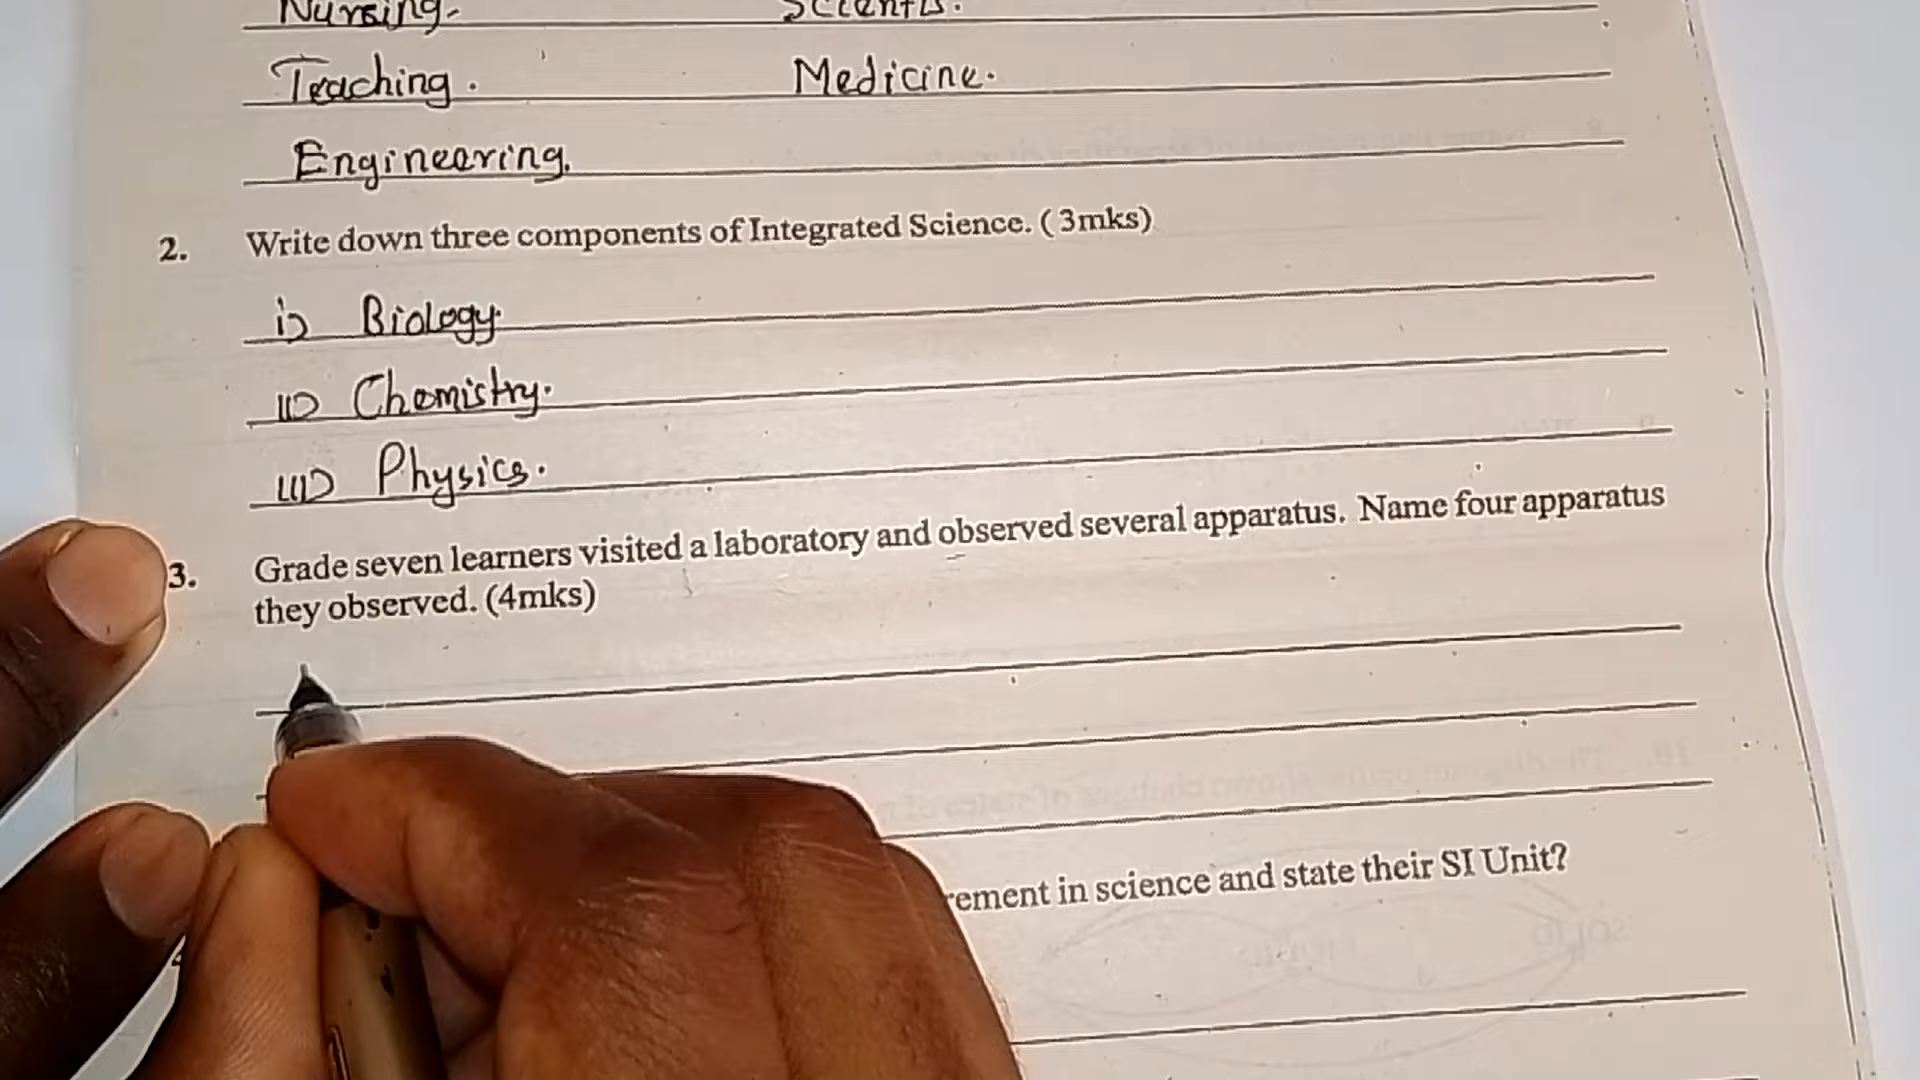 Nursing.
Teaching. Medicine.
Engineering.
2. Write down three components of Integrated Science. (3mks)
i) Biology.
ii) Chemistry.
iii) Physics.
3. Grade seven learners visited a laboratory and observed several apparatus. Name four apparatus
they observed. (4mks)
in science and state their SI Unit?